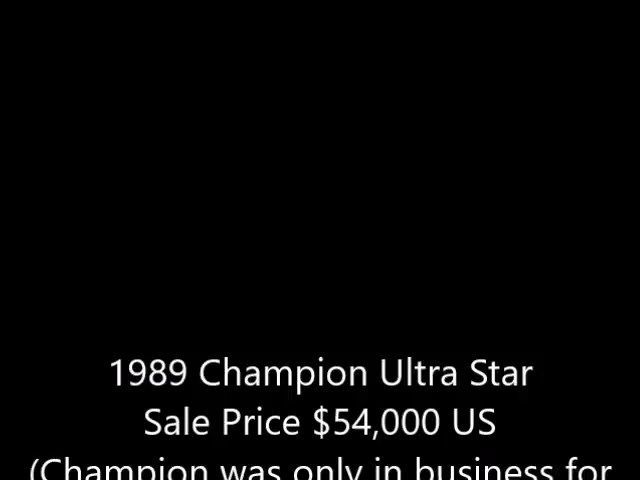 1989 Champion Ultra Star
Sale Price $54,000 US
(Champion was only in business for